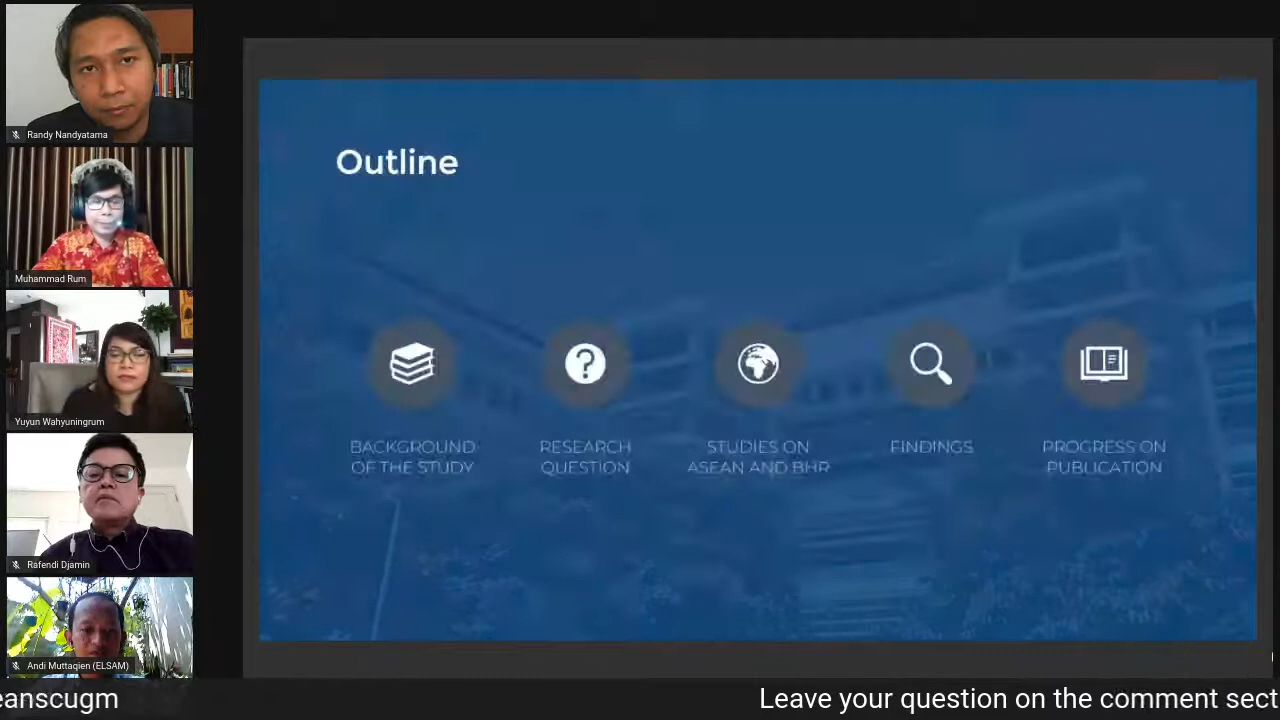 Randy Nandyatama
Muhammad Rum
Yuyun Wahyuningrum
Rafendi Djamin
Andi Muttaqien (ELSAM)
Outline
BACKGROUND
OF THE STUDY
RESEARCH
QUESTION
STUDIES ON
ASEAN AND BHR
FINDINGS
PROGRESS ON
PUBLICATION
eanscugm
Leave your question on the comment sect